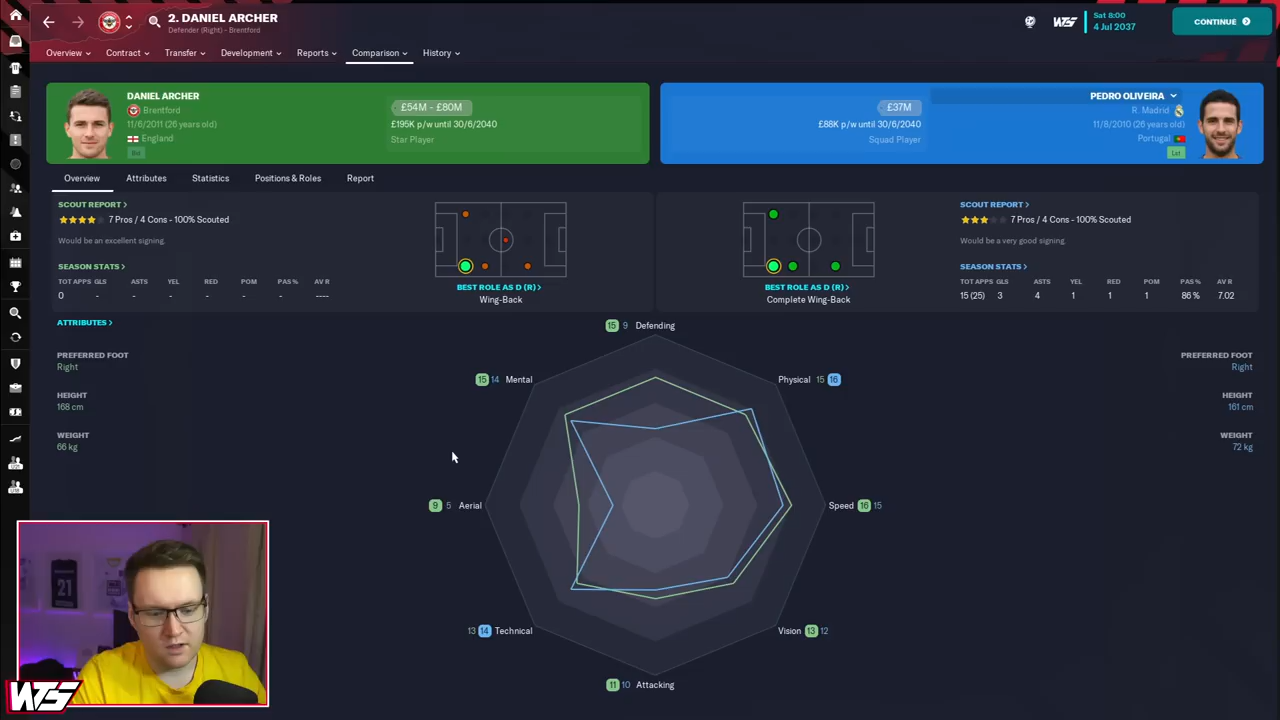 2. DANIEL ARCHER
Defender (Right) - Brentford
WTS
Sat 8:00
4 Jul 2037
CONTINUE
Overview
Contract
Transfer
Development
Reports
Comparison
History
DANIEL ARCHER
Brentford
11/6/2011 (26 years old)
England
£54M - £80M
£195K p/w until 30/6/2040
Star Player
PEDRO OLIVEIRA
R. Madrid
11/8/2010 (26 years old)
Portugal
Lst
£37M
£88K p/w until 30/6/2040
Squad Player
Overview
Attributes
Statistics
Positions & Roles
Report
SCOUT REPORT >
7 Pros / 4 Cons - 100% Scouted
Would be an excellent signing.
SEASON STATS >
TOT APPS GLS ASTS YEL RED POM PAS % AV R
0 - - - - - - ----
BEST ROLE AS D (R) >
Wing-Back
BEST ROLE AS D (R) >
Complete Wing-Back
SCOUT REPORT >
7 Pros / 4 Cons - 100% Scouted
Would be a very good signing.
SEASON STATS >
TOT APPS GLS ASTS YEL RED POM PAS % AV R
15 (25) 3 4 1 1 1 86 % 7.02
ATTRIBUTES >
PREFERRED FOOT
Right
HEIGHT
168 cm
WEIGHT
66 kg
15 9 Defending
15 14 Mental
Physical 15 16
9 5 Aerial
Speed 16 15
13 14 Technical
Vision 13 12
11 10 Attacking
PREFERRED FOOT
Right
HEIGHT
161 cm
WEIGHT
72 kg
21
WTS